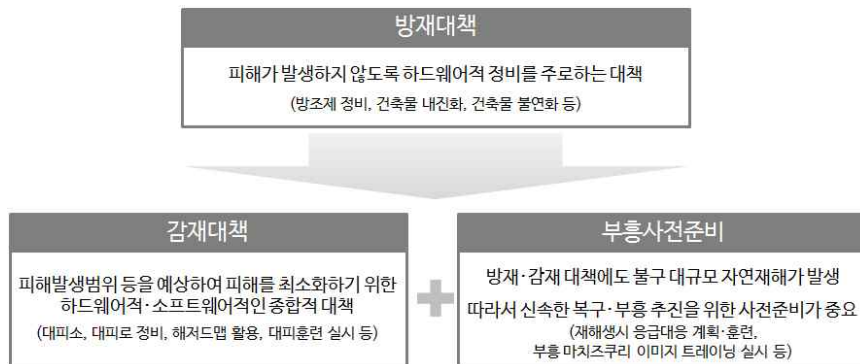 방재대책
피해가 발생하지 않도록 하드웨어적 정비를 주로하는 대책
(방조제 정비, 건축물 내진화, 건축물 불연화 등)
감재대책
피해발생범위 등을 예상하여 피해를 최소화하기 위한
하드웨어적·소프트웨어적인 종합적 대책
(대피소, 대피로 정비, 해저드맵 활용, 대피훈련 실시 등)
부흥사전준비
방재·감재 대책에도 불구 대규모 자연재해가 발생
따라서 신속한 복구·부흥 추진을 위한 사전준비가 중요
(재해생시 응급대응 계획·훈련,
부흥 마치즈쿠리 이미지 트레이닝 실시 등)